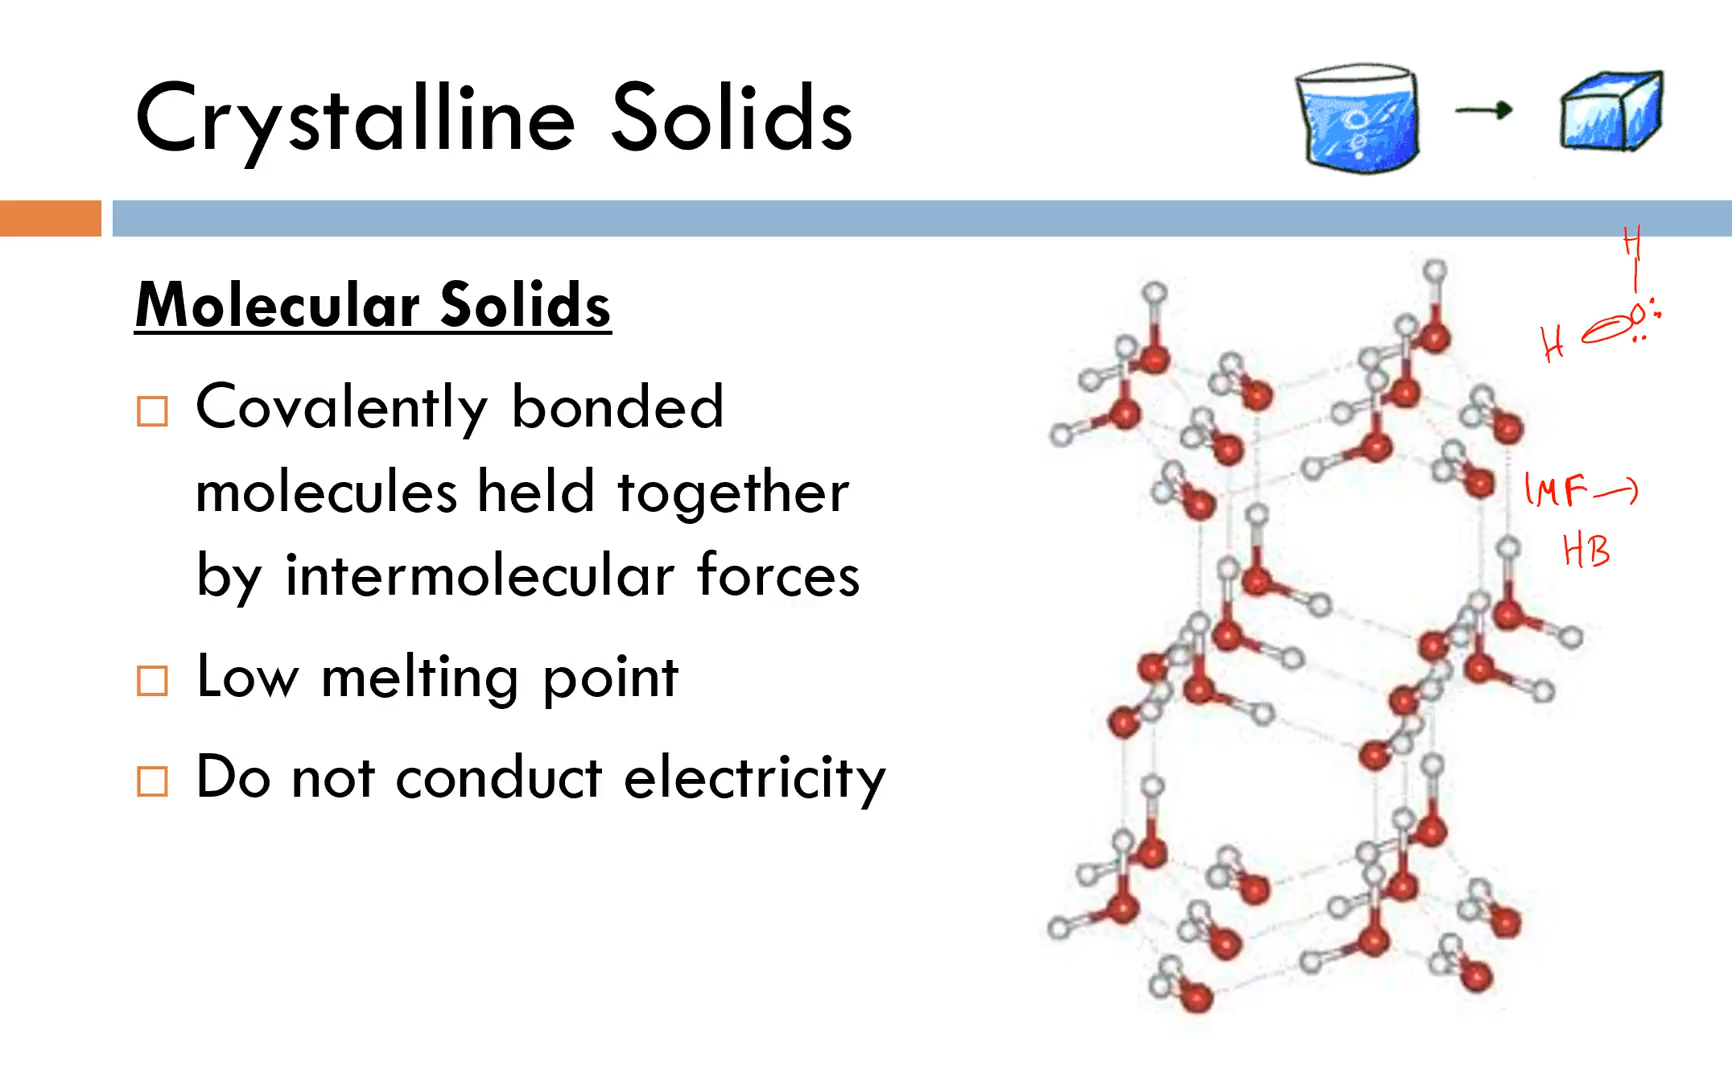 Crystalline Solids
Molecular Solids
Covalently bonded
molecules held together
by intermolecular forces
Low melting point
Do not conduct electricity
H
H O
IMF →
HB